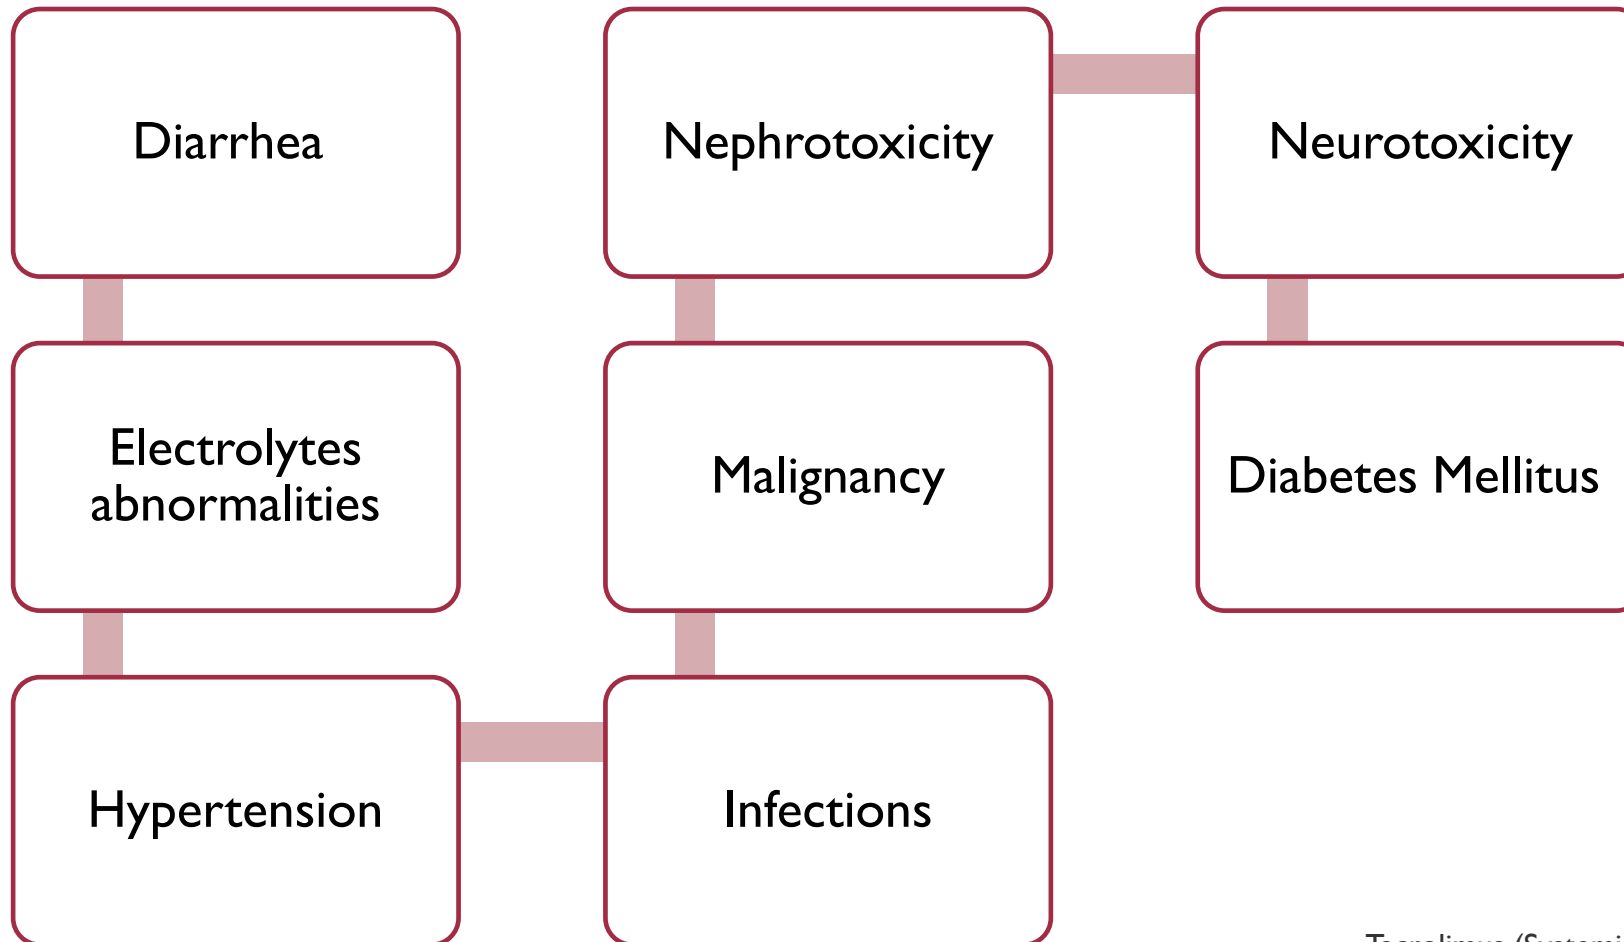 Diarrhea
Electrolytes
abnormalities
Hypertension
Infections
Malignancy
Nephrotoxicity
Neurotoxicity
Diabetes Mellitus